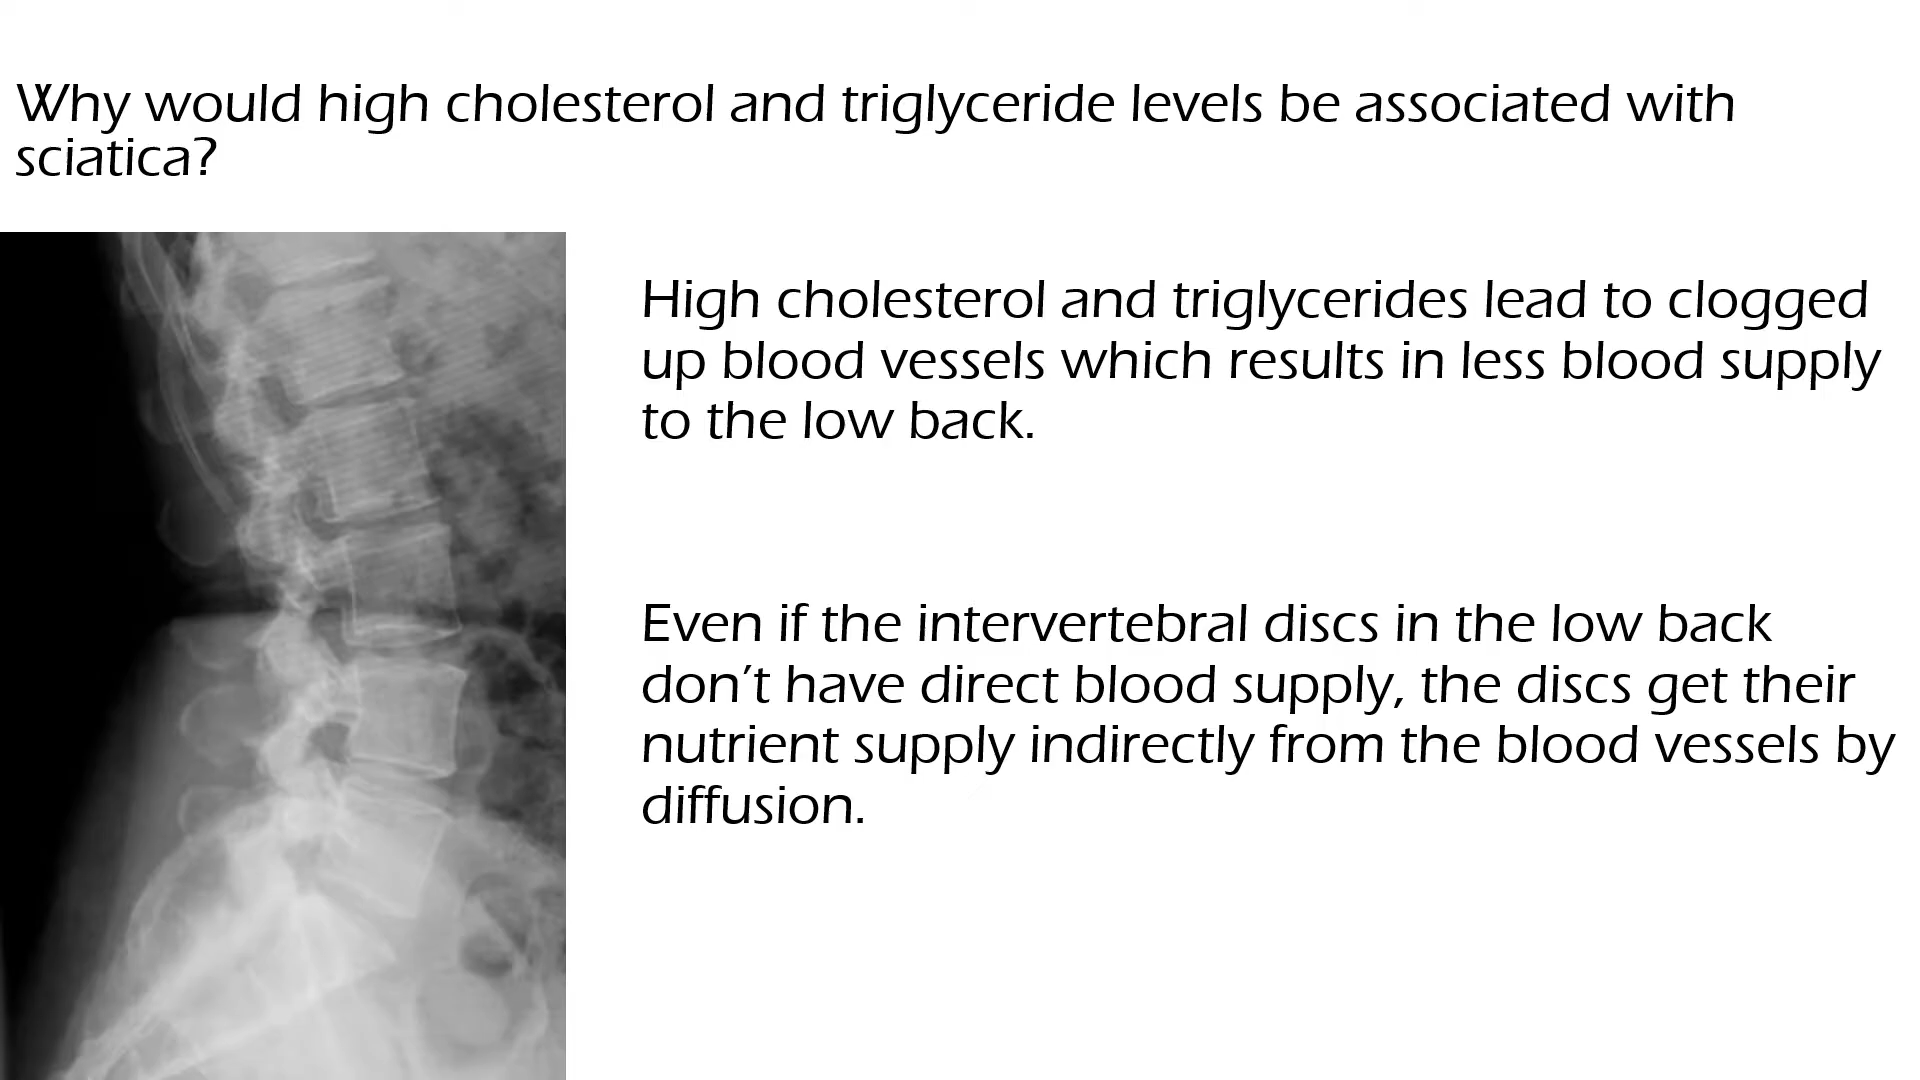 Why would high cholesterol and triglyceride levels be associated with
sciatica?
High cholesterol and triglycerides lead to clogged
up blood vessels which results in less blood supply
to the low back.
Even if the intervertebral discs in the low back
don’t have direct blood supply, the discs get their
nutrient supply indirectly from the blood vessels by
diffusion.